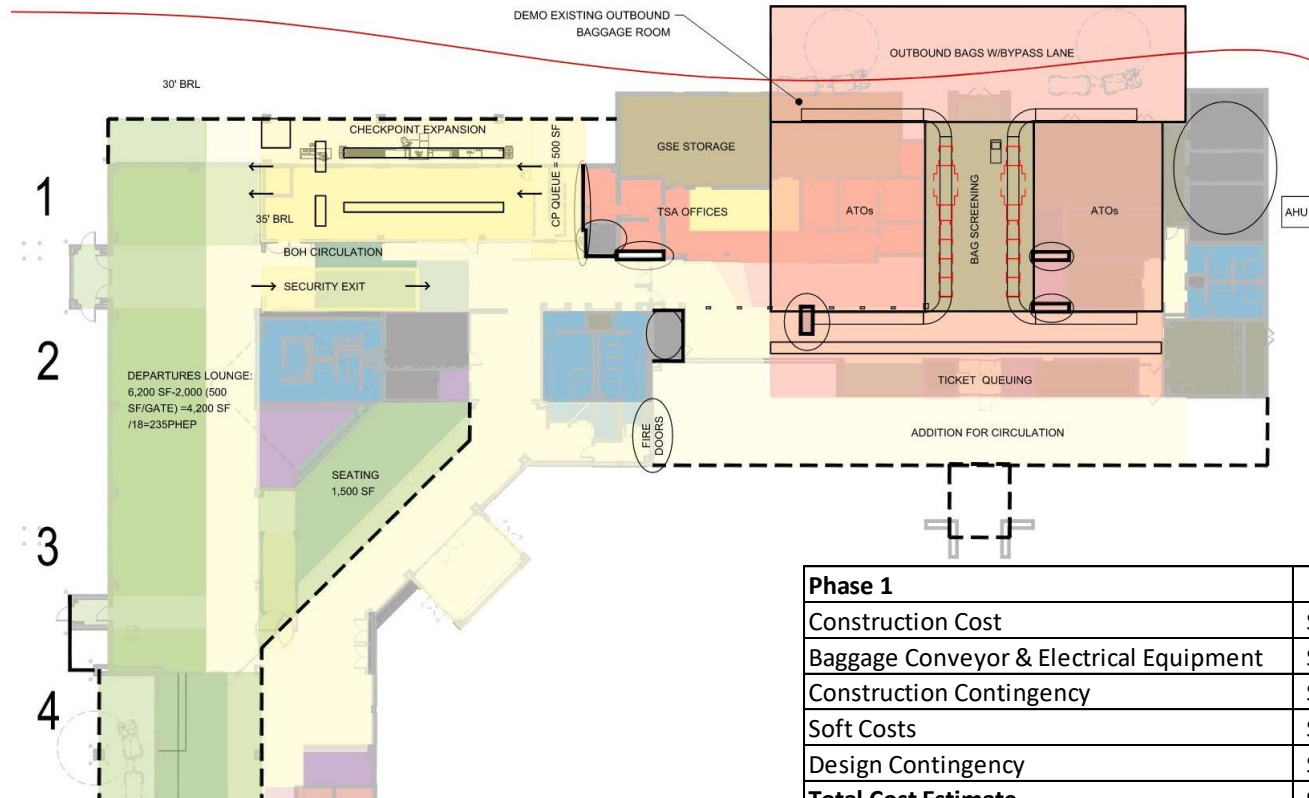 DEMO EXISTING OUTBOUND
BAGGAGE ROOM
OUTBOUND BAGS W/BYPASS LANE
30' BRL
CHECKPOINT EXPANSION
CP QUEUE = 500 SF
GSE STORAGE
1
35' BRL
TSA OFFICES
ATOs
BAG SCREENING
ATOs
AHU
BOH CIRCULATION
SECURITY EXIT
2
DEPARTURES LOUNGE:
6,200 SF-2,000 (500
SF/GATE) =4,200 SF
/18=235PHEP
TICKET QUEUING
FIRE
DOORS
ADDITION FOR CIRCULATION
SEATING
1,500 SF
3
4
Phase 1
Construction Cost
Baggage Conveyor & Electrical Equipment
Construction Contingency
Soft Costs
Design Contingency
Total Cost Estimate